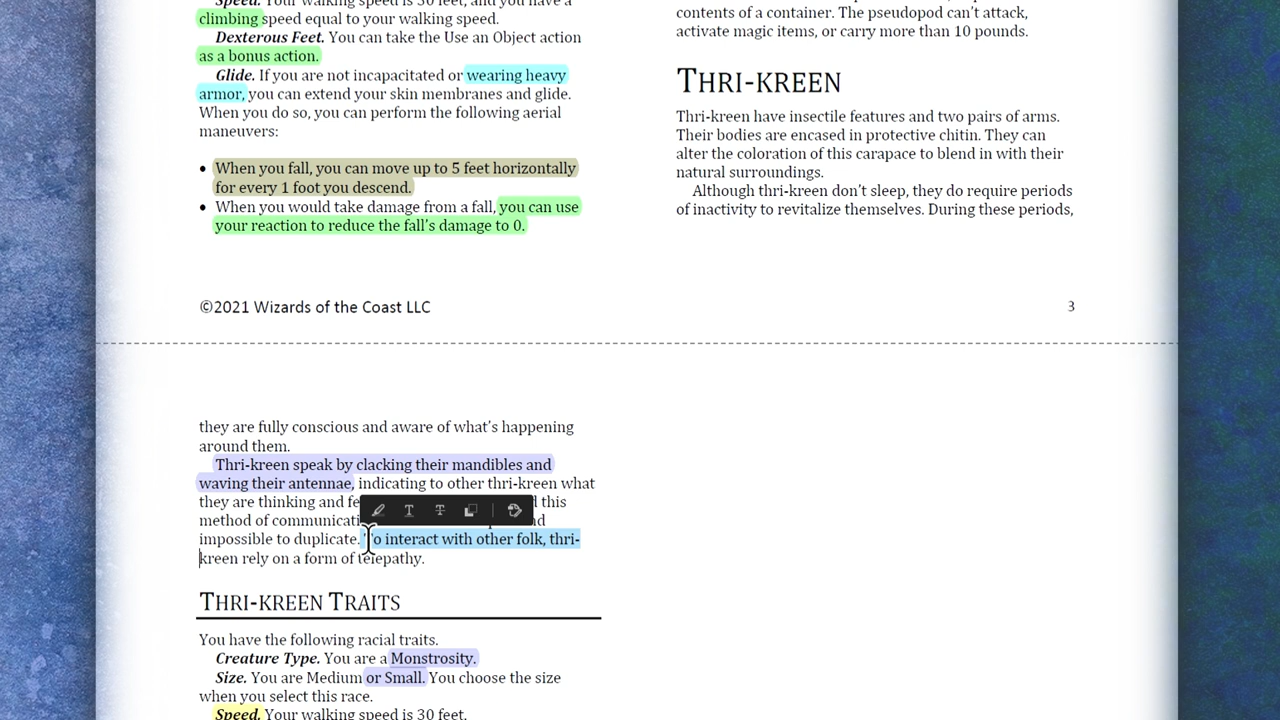 Speed. Your walking speed is 30 feet, and you have a
climbing speed equal to your walking speed.
Dexterous Feet. You can take the Use an Object action
as a bonus action.
Glide. If you are not incapacitated or wearing heavy
armor, you can extend your skin membranes and glide.
When you do so, you can perform the following aerial
maneuvers:
• When you fall, you can move up to 5 feet horizontally
for every 1 foot you descend.
• When you would take damage from a fall, you can use
your reaction to reduce the fall's damage to 0.
contents of a container. The pseudopod can't attack,
activate magic items, or carry more than 10 pounds.
THRI-KREEN
Thri-kreen have insectile features and two pairs of arms.
Their bodies are encased in protective chitin. They can
alter the coloration of this carapace to blend in with their
natural surroundings.
Although thri-kreen don't sleep, they do require periods
of inactivity to revitalize themselves. During these periods,
©2021 Wizards of the Coast LLC
3
they are fully conscious and aware of what's happening
around them.
Thri-kreen speak by clacking their mandibles and
waving their antennae, indicating to other thri-kreen what
they are thinking and this
method of
impossible to duplicate. To interact with other folk, thri-
kreen rely on a form of telepathy.
THRI-KREEN TRAITS
You have the following racial traits.
Creature Type. You are a Monstrosity.
Size. You are Medium or Small. You choose the size
when you select this race.
Speed. Your walking speed is 30 feet.